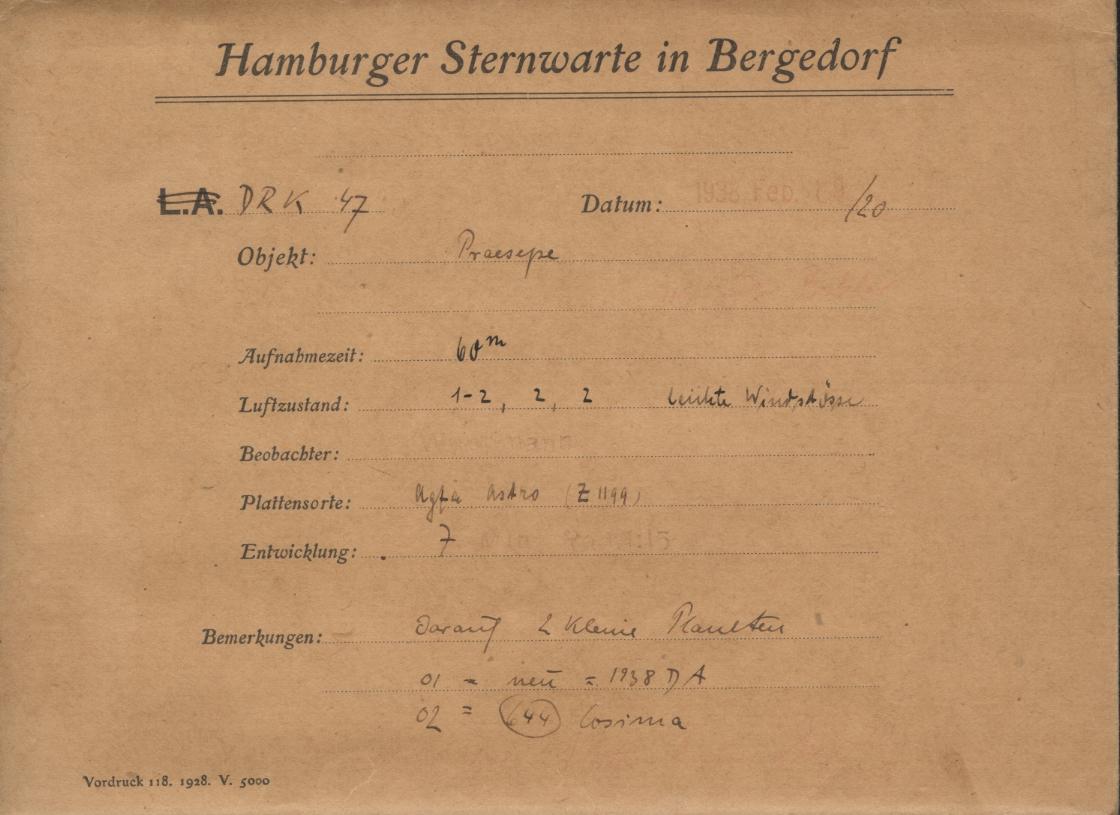 Hamburger Sternwarte in Bergedorf
L.A. DRK 47 Datum: 1938 Feb. /20
Objekt: Praesepe
Aufnahmezeit: 60m
Luftzustand: 1-2, 2, 2 leichte Windstösse
Beobachter:
Plattensorte: Agfa Astro (Z 1199)
Entwicklung: 7 Min
Bemerkungen: Darauf 2 Kleine Planeten
01 = neu = 1938 DA
02 = (644) Cosima
Vordruck 118. 1928. V. 5000